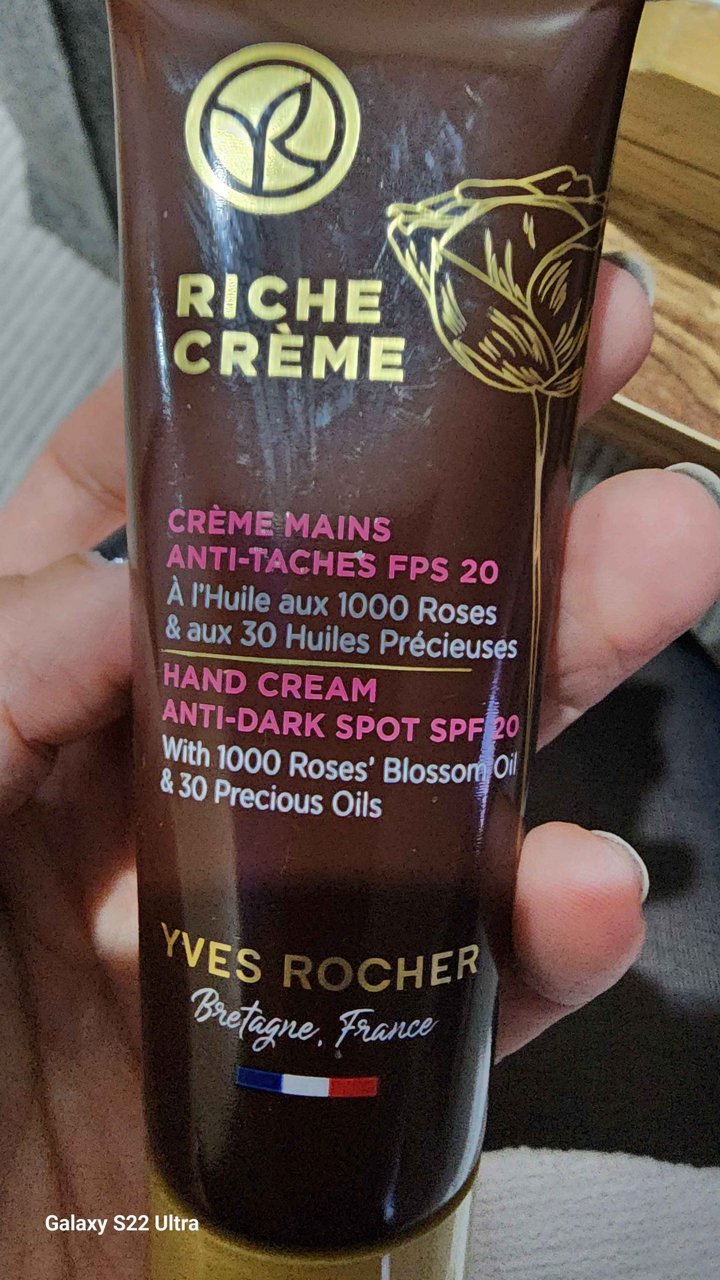 RICHE
CRÈME
CRÈME MAINS
ANTI-TACHES FPS 20
À l'Huile aux 1000 Roses
& aux 30 Huiles Précieuses
HAND CREAM
ANTI-DARK SPOT SPF 20
With 1000 Roses' Blossom Oil
& 30 Precious Oils
YVES ROCHER
Bretagne, France
Galaxy S22 Ultra